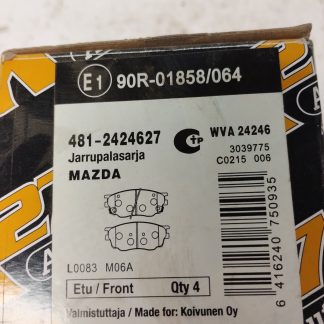 E1 90R-01858/064
481-2424627
Jarrupalasarja
MAZDA
CTP
WVA 24246
3039775
C0215 006
L0083 M06A
Etu / Front Qty 4
Valmistuttaja / Made for: Koivunen Oy
6 416240 750935